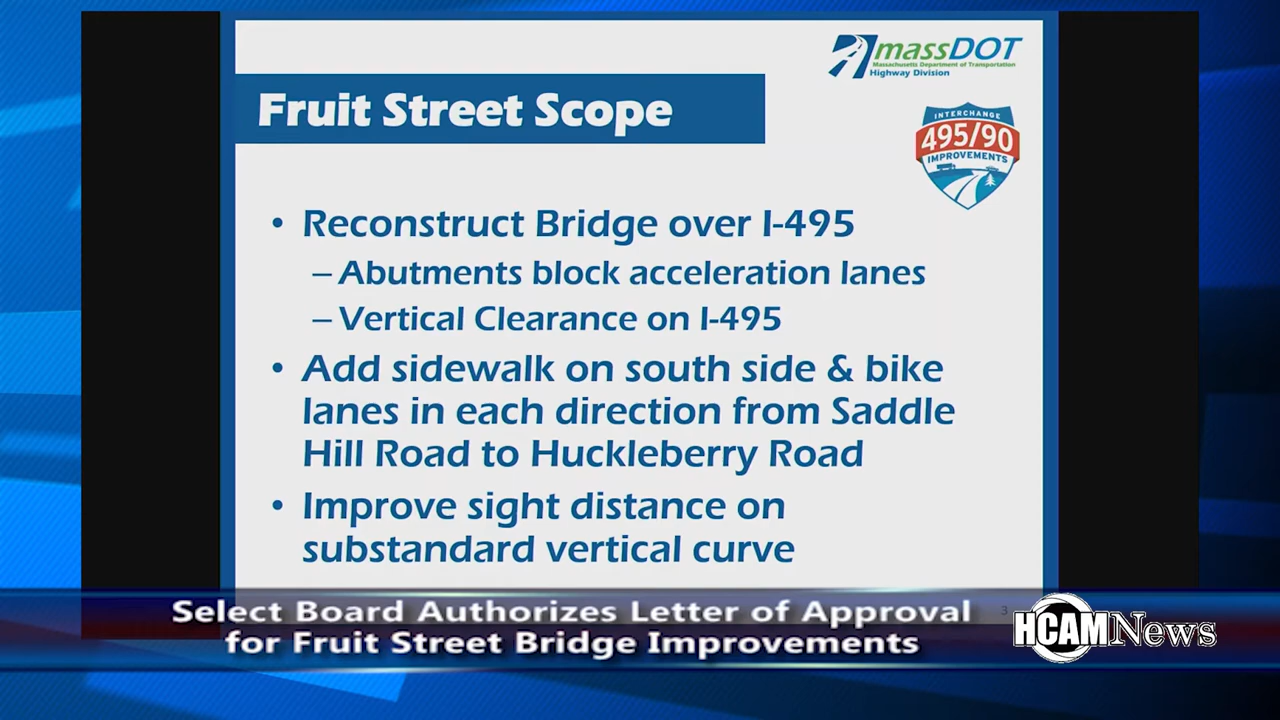 massDOT
Massachusetts Department of Transportation
Highway Division
Fruit Street Scope
INTERCHANGE
495/90
IMPROVEMENTS
• Reconstruct Bridge over I-495
– Abutments block acceleration lanes
– Vertical Clearance on I-495
• Add sidewalk on south side & bike
lanes in each direction from Saddle
Hill Road to Huckleberry Road
• Improve sight distance on
substandard vertical curve
3
Select Board Authorizes Letter of Approval
for Fruit Street Bridge Improvements
HCAM News